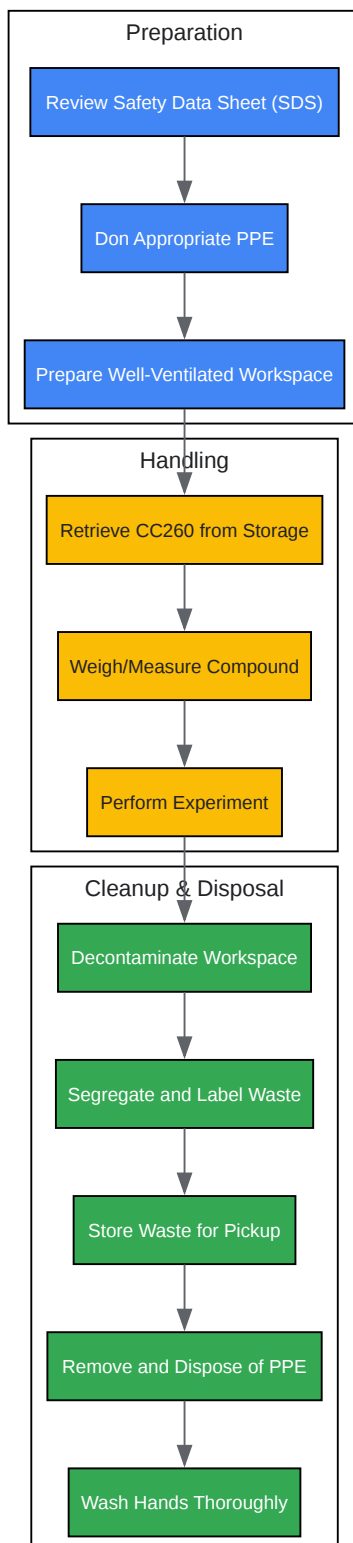 Preparation
Review Safety Data Sheet (SDS)
Don Appropriate PPE
Prepare Well-Ventilated Workspace
Handling
Retrieve CC260 from Storage
Weigh/Measure Compound
Perform Experiment
Cleanup & Disposal
Decontaminate Workspace
Segregate and Label Waste
Store Waste for Pickup
Remove and Dispose of PPE
Wash Hands Thoroughly